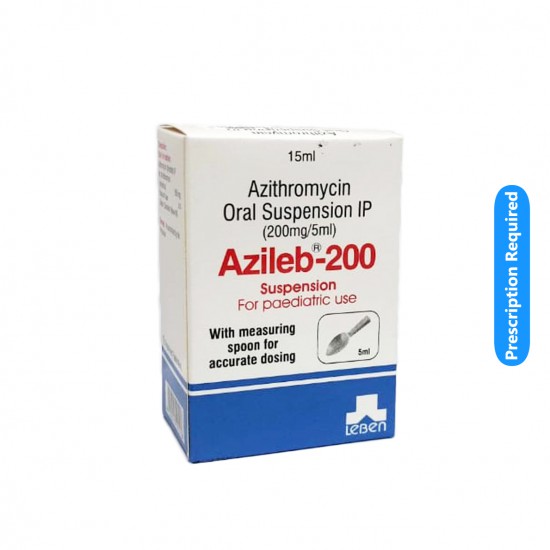 15ml
Azithromycin
Oral Suspension IP
(200mg/5ml)
Azileb®-200
Suspension
For paediatric use
With measuring
spoon for
accurate dosing
5ml
LEBEN
Prescription Required